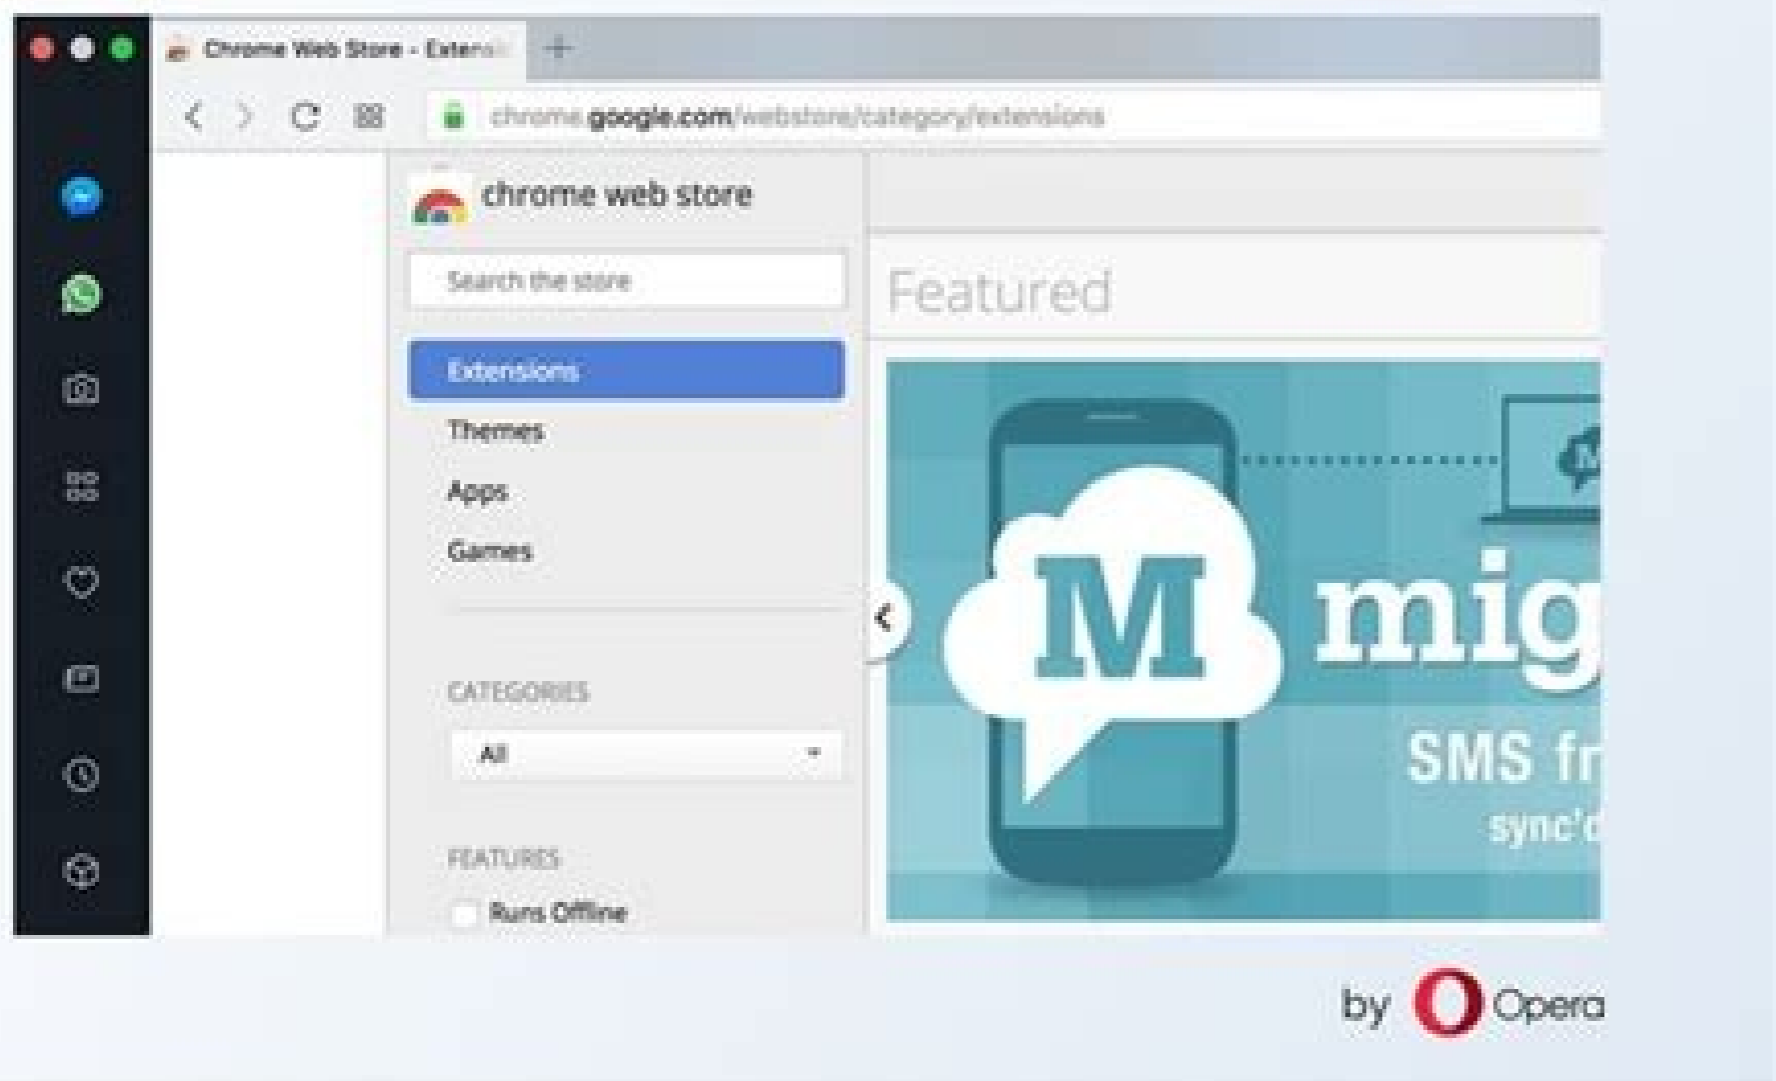 Chrome Web Store - Extensi
chrome.google.com/webstore/category/extensions
chrome web store
Search the store
Featured
Extensions
Themes
Apps
Games
M
mig
CATEGORIES
All
SMS fr
sync'd
FEATURES
Runs Offline
by Opera